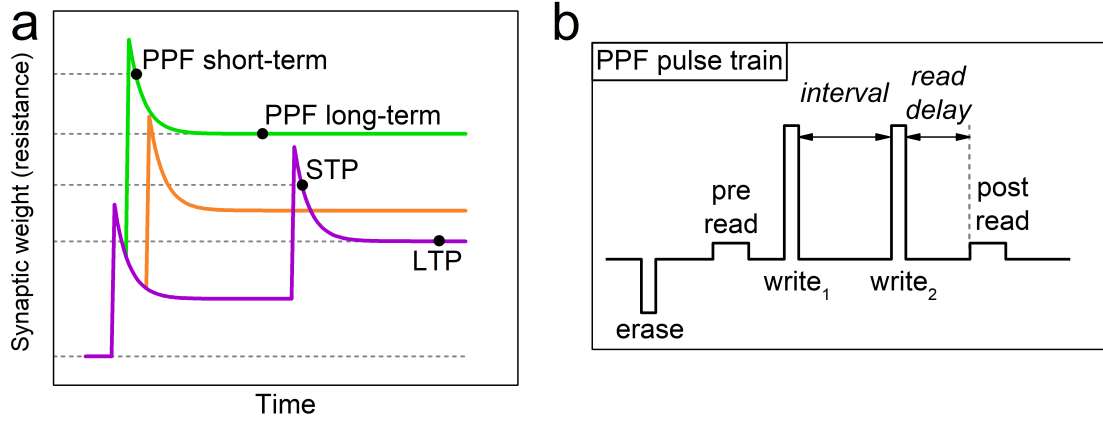 a
Synaptic weight (resistance)
PPF short-term
PPF long-term
STP
LTP
Time
b
PPF pulse train
interval
read
delay
pre
read
post
read
write₁
write₂
erase